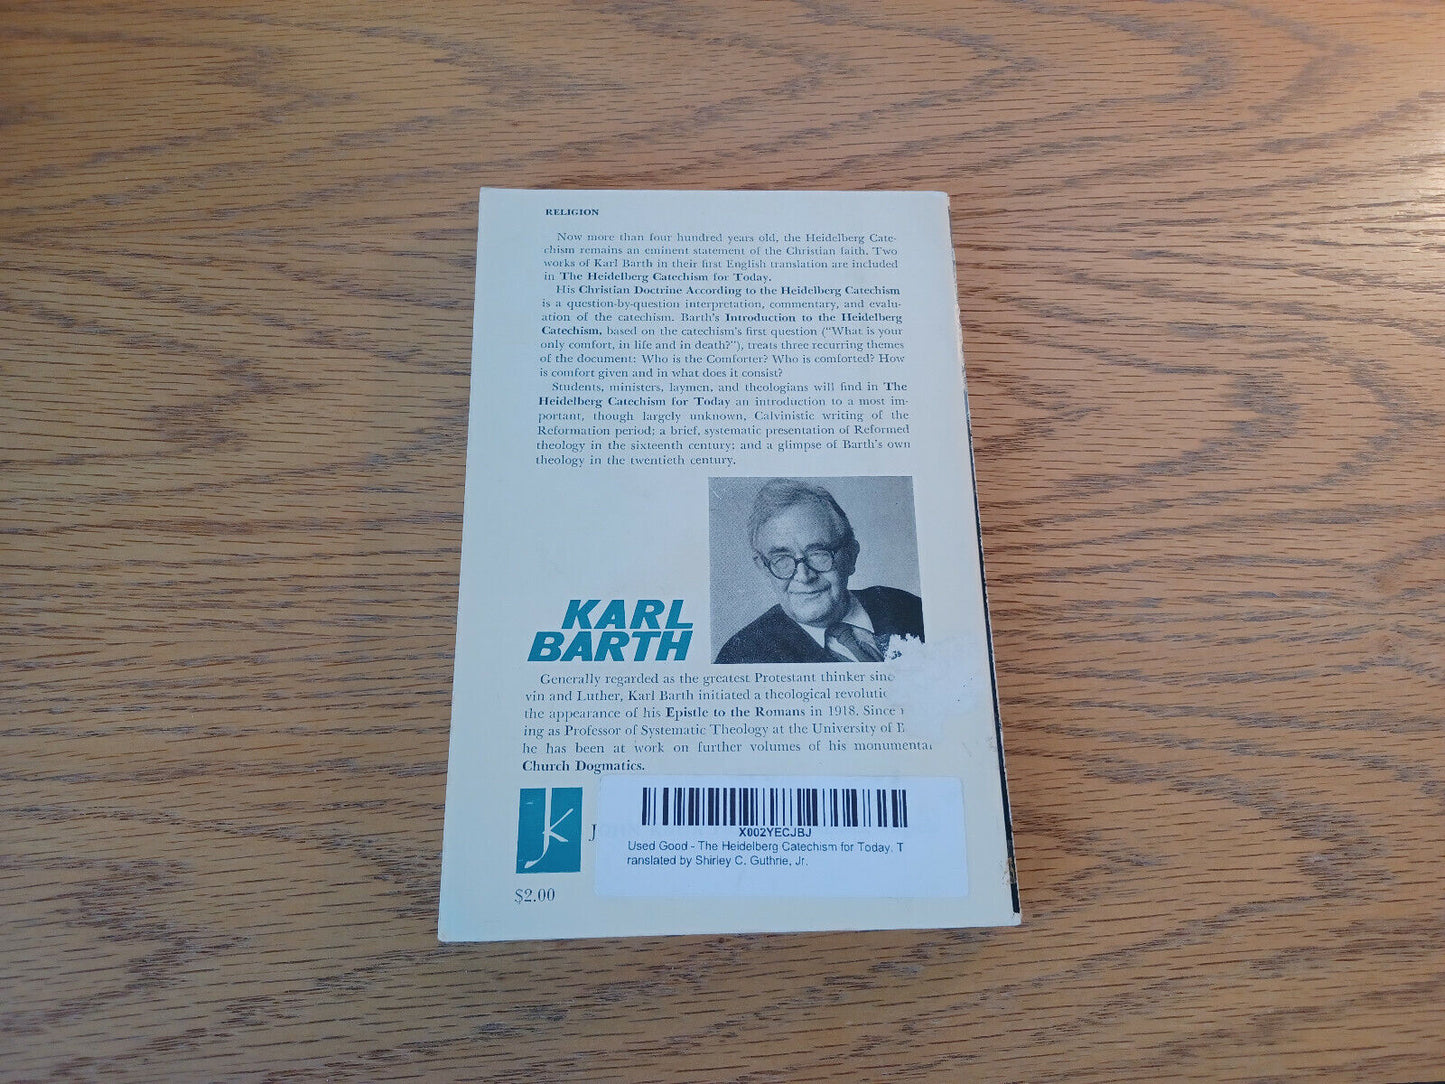 RELIGION
Now more than four hundred years old, the Heidelberg Cate-
chism remains an eminent statement of the Christian faith. Two
works of Karl Barth in their first English translation are included
in The Heidelberg Catechism for Today.
His Christian Doctrine According to the Heidelberg Catechism
is a question-by-question interpretation, commentary, and evalu-
ation of the catechism. Barth's Introduction to the Heidelberg
Catechism, based on the catechism's first question ("What is your
only comfort, in life and in death?"), treats three recurring themes
of the document: Who is the Comforter? Who is comforted? How
is comfort given and in what does it consist?
Students, ministers, laymen, and theologians will find in The
Heidelberg Catechism for Today an introduction to a most im-
portant, though largely unknown, Calvinistic writing of the
Reformation period; a brief, systematic presentation of Reformed
theology in the sixteenth century; and a glimpse of Barth's own
theology in the twentieth century.
KARL
BARTH
Generally regarded as the greatest Protestant thinker sinc
vin and Luther, Karl Barth initiated a theological revolutio
the appearance of his Epistle to the Romans in 1918. Since
ing as Professor of Systematic Theology at the University of
he has been at work on further volumes of his monumental
Church Dogmatics.
JK
X002YECJBJ
Used Good - The Heidelberg Catechism for Today. T
ranslated by Shirley C. Guthrie, Jr.
$2.00